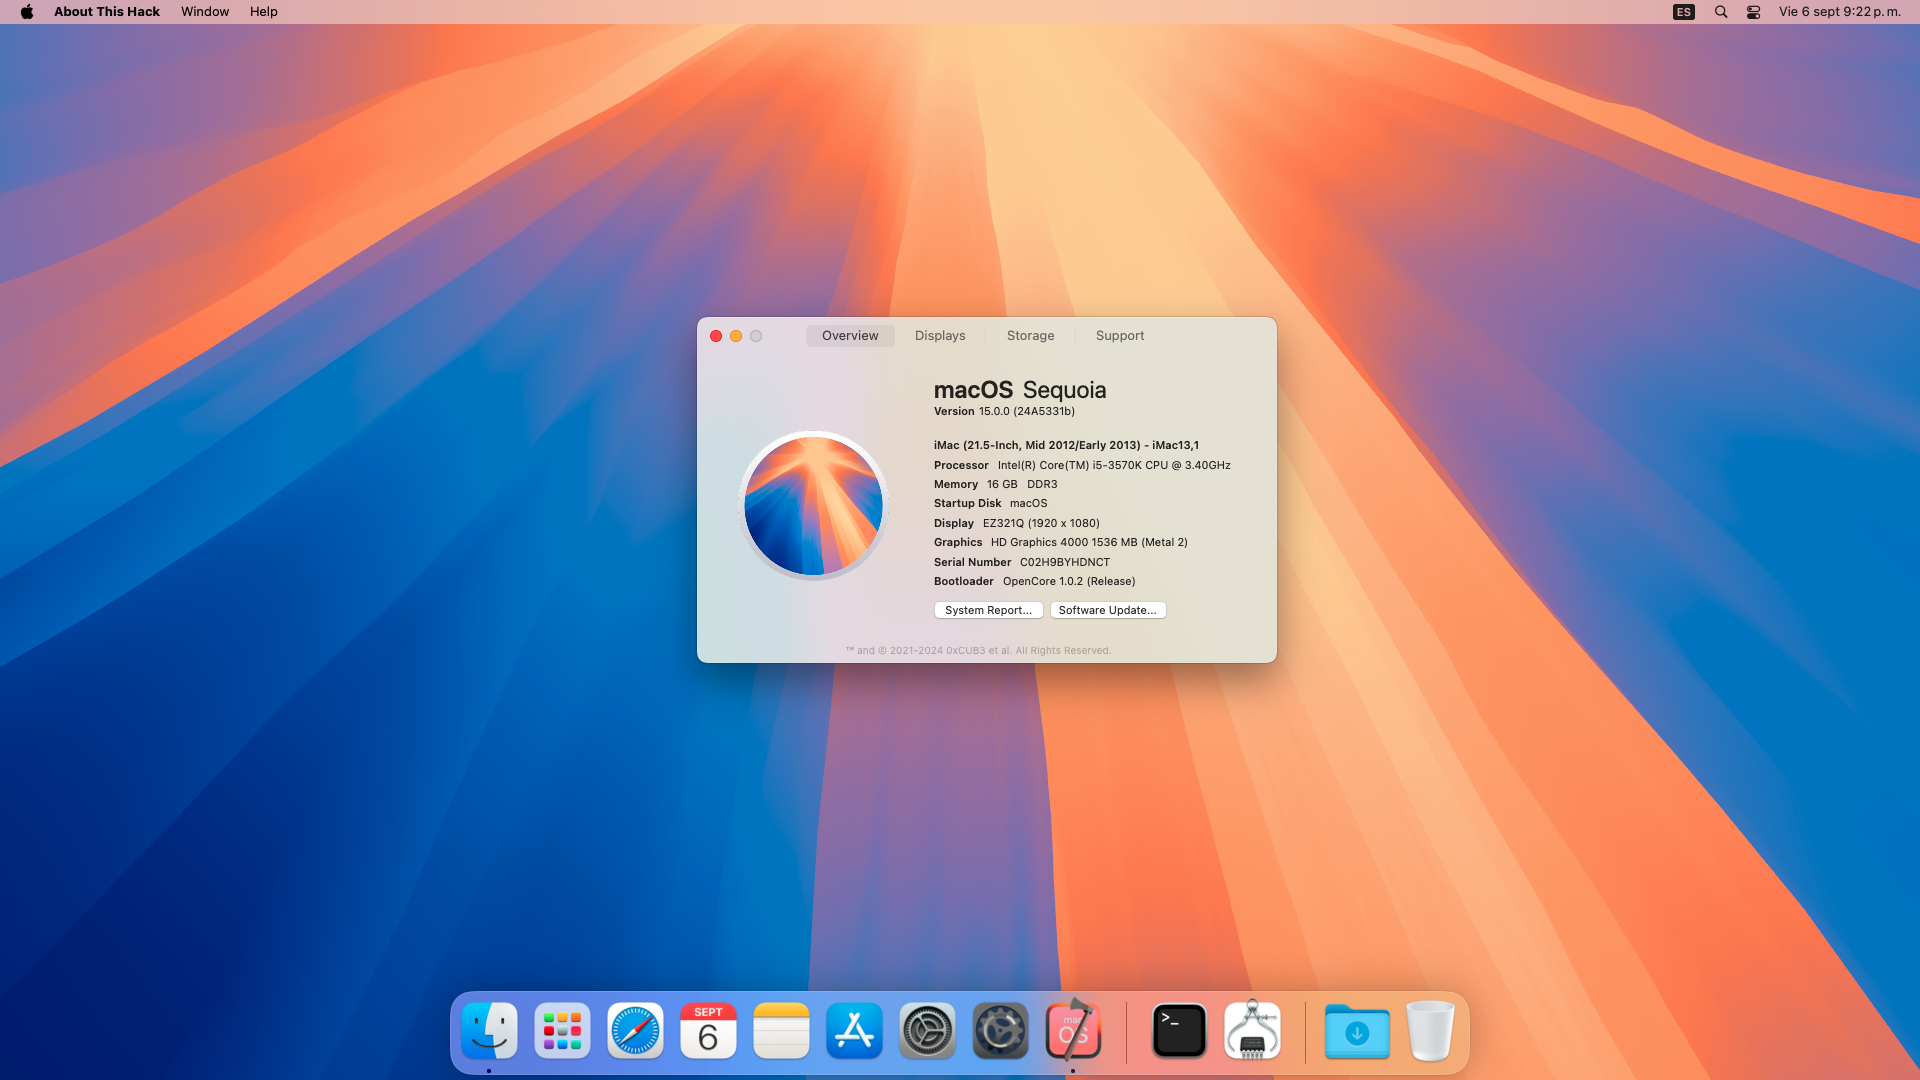 About This Hack Window Help ES Vie 6 sept 9:22 p. m.
Overview Displays Storage Support
macOS Sequoia
Version 15.0.0 (24A5331b)
iMac (21.5-Inch, Mid 2012/Early 2013) - iMac13,1
Processor Intel(R) Core(TM) i5-3570K CPU @ 3.40GHz
Memory 16 GB DDR3
Startup Disk macOS
Display EZ321Q (1920 x 1080)
Graphics HD Graphics 4000 1536 MB (Metal 2)
Serial Number C02H9BYHDNCT
Bootloader OpenCore 1.0.2 (Release)
System Report... Software Update...
™ and © 2021-2024 0xCUB3 et al. All Rights Reserved.
SEPT
6
mac
OS
>_